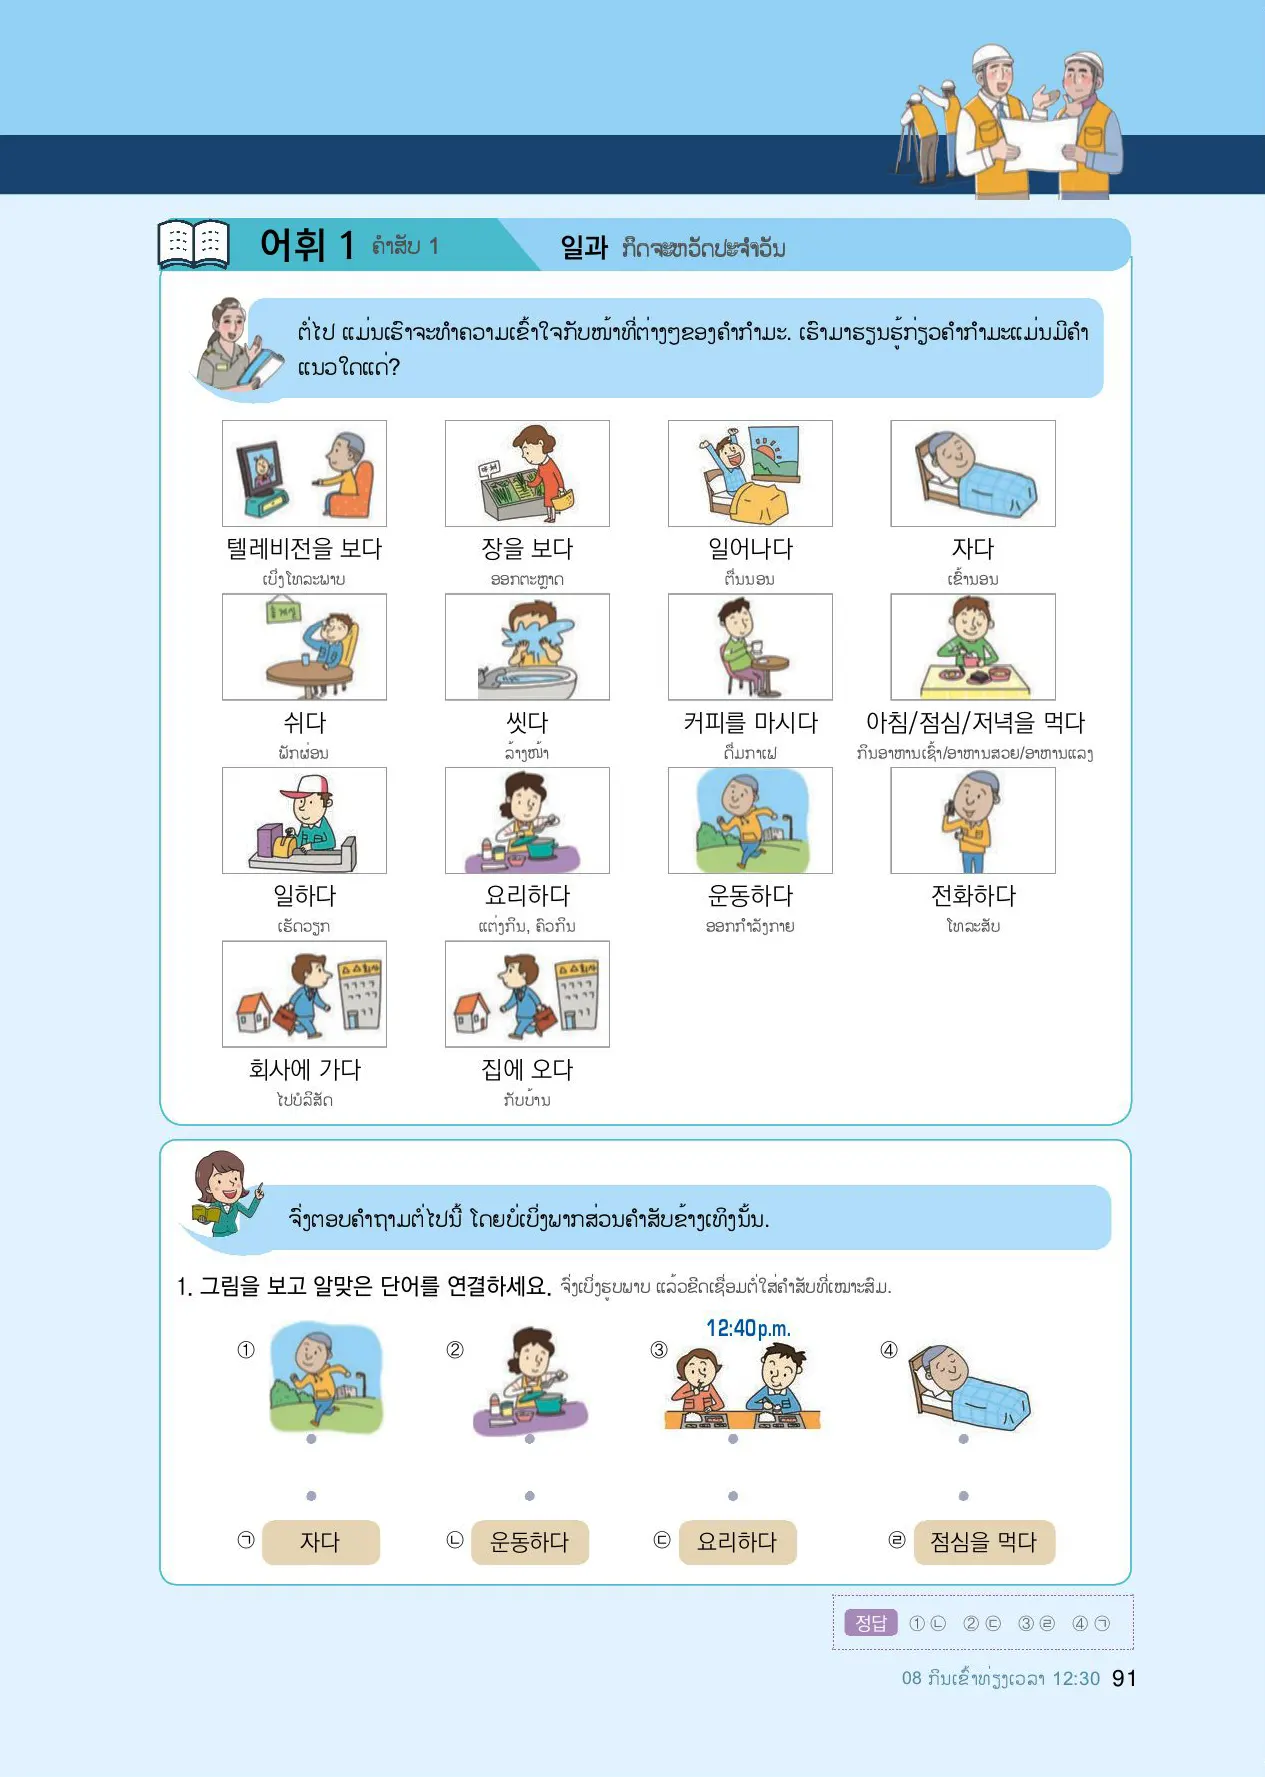 어휘 1 ຄຳສັບ 1 일과 ກິດຈະຫວັດປະຈຳວັນ
ຕໍ່ໄປ ແມ່ນເຮົາຈະທຳຄວາມເຂົ້າໃຈກັບໜ້າທີ່ຕ່າງໆຂອງຄຳກຳມະ. ເຮົາມາຮຽນຮູ້ກ່ຽວຄຳກຳມະແມ່ນມີຄຳ
ແນວໃດແດ່?
텔레비전을 보다 장을 보다 일어나다 자다
ເບິ່ງໂທລະພາບ ອອກຕະຫຼາດ ຕື່ນນອນ ເຂົ້ານອນ
쉬다 씻다 커피를 마시다 아침/점심/저녁을 먹다
ພັກຜ່ອນ ລ້າງໜ້າ ດື່ມກາເຟ ກິນອາຫານເຊົ້າ/ອາຫານສວຍ/ອາຫານແລງ
일하다 요리하다 운동하다 전화하다
ເຮັດວຽກ ແຕ່ງກິນ, ຄົວກິນ ອອກກຳລັງກາຍ ໂທລະສັບ
회사에 가다 집에 오다
ໄປບໍລິສັດ ກັບບ້ານ
ຈົ່ງຕອບຄຳຖາມຕໍ່ໄປນີ້ ໂດຍບໍ່ເບິ່ງພາກສ່ວນຄຳສັບຂ້າງເທິງນັ້ນ.
1. 그림을 보고 알맞은 단어를 연결하세요. ຈົ່ງເບິ່ງຮູບພາບ ແລ້ວຂີດເຊື່ອມຕໍ່ໃສ່ຄຳສັບທີ່ເໝາະສົມ.
12:40p.m.
① ② ③ ④
㉠ 자다 ㉡ 운동하다 ㉢ 요리하다 ㉣ 점심을 먹다
정답 ①㉡ ②㉢ ③㉣ ④㉠
08 ກິນເຂົ້າທ່ຽງເວລາ 12:30 91